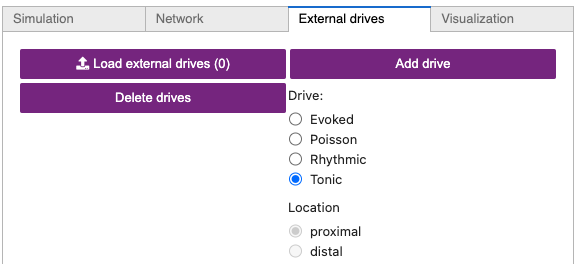 Simulation Network External drives Visualization
Load external drives (0) Add drive
Delete drives
Drive:
Evoked
Poisson
Rhythmic
Tonic
Location
proximal
distal